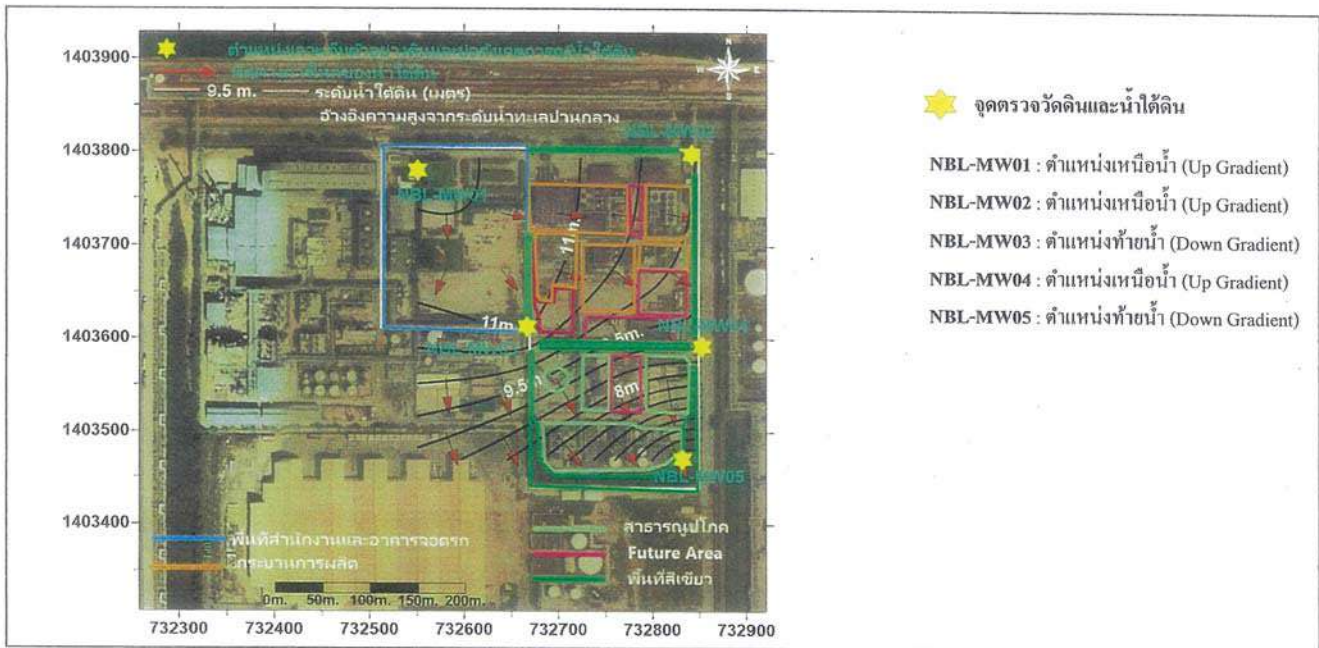 1403900
1403800
1403700
1403600
1403500
1403400
N
W E
S
9.5 m. ระดับน้ำใต้ดิน (เมตร)
อ้างอิงความสูงจากระดับน้ำทะเลปานกลาง
NBL-MW02
NBL-MW01
11m.
11m.
NBL-MW04
9.5m
8m
NBL-MW05
พื้นที่สำนักงานและอาคารจอดรถ
กระบวนการผลิต
สาธารณูปโภค
Future Area
พื้นที่สีเขียว
0m. 50m. 100m. 150m. 200m.
732300 732400 732500 732600 732700 732800 732900
จุดตรวจวัดดินและน้ำใต้ดิน
NBL-MW01 : ตำแหน่งเหนือน้ำ (Up Gradient)
NBL-MW02 : ตำแหน่งเหนือน้ำ (Up Gradient)
NBL-MW03 : ตำแหน่งท้ายน้ำ (Down Gradient)
NBL-MW04 : ตำแหน่งเหนือน้ำ (Up Gradient)
NBL-MW05 : ตำแหน่งท้ายน้ำ (Down Gradient)